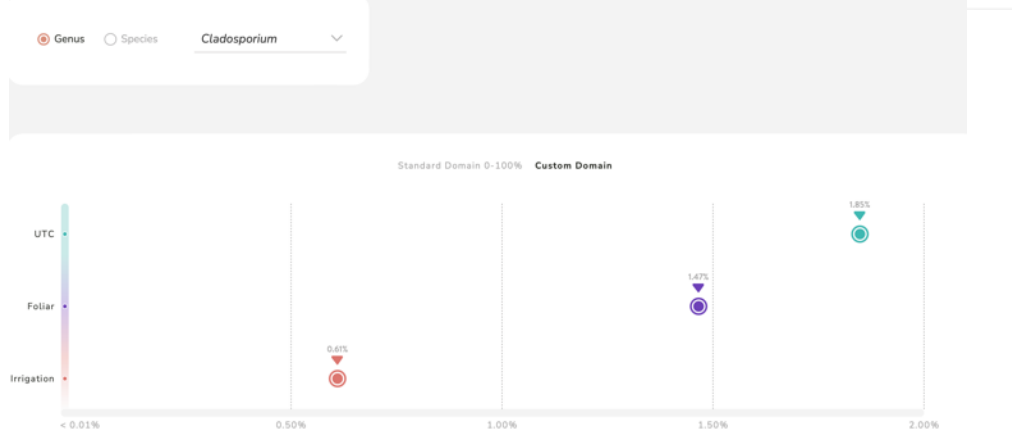 Genus Species Cladosporium
Standard Domain 0-100% Custom Domain
1.85%
UTC
1.47%
Foliar
0.61%
Irrigation
< 0.01% 0.50% 1.00% 1.50% 2.00%